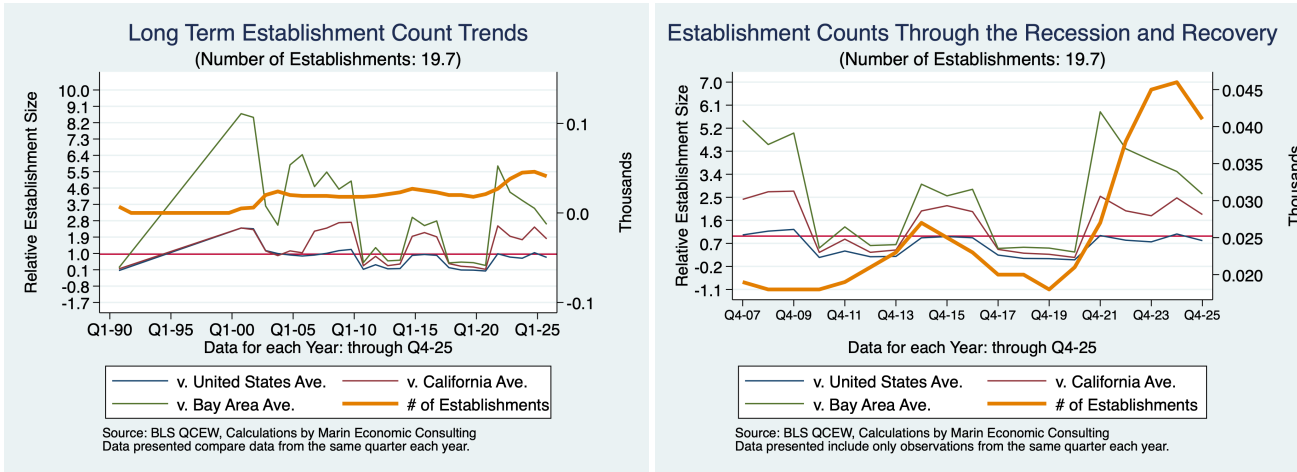 Long Term Establishment Count Trends
(Number of Establishments: 19.7)
Relative Establishment Size
10.0
9.1
8.2
7.3
6.4
5.5
4.6
3.7
2.8
1.9
1.0
0.1
-0.8
-1.7
0.1
0.0
-0.1
Thousands
Q1-90 Q1-95 Q1-00 Q1-05 Q1-10 Q1-15 Q1-20 Q1-25
Data for each Year: through Q4-25
v. United States Ave. v. California Ave.
v. Bay Area Ave. # of Establishments
Source: BLS QCEW, Calculations by Marin Economic Consulting
Data presented compare data from the same quarter each year.
Establishment Counts Through the Recession and Recovery
(Number of Establishments: 19.7)
Relative Establishment Size
7.0
6.1
5.2
4.3
3.4
2.5
1.6
0.7
-0.2
-1.1
0.045
0.040
0.035
0.030
0.025
0.020
Thousands
Q4-07 Q4-09 Q4-11 Q4-13 Q4-15 Q4-17 Q4-19 Q4-21 Q4-23 Q4-25
Data for each Year: through Q4-25
v. United States Ave. v. California Ave.
v. Bay Area Ave. # of Establishments
Source: BLS QCEW, Calculations by Marin Economic Consulting
Data presented include only observations from the same quarter each year.